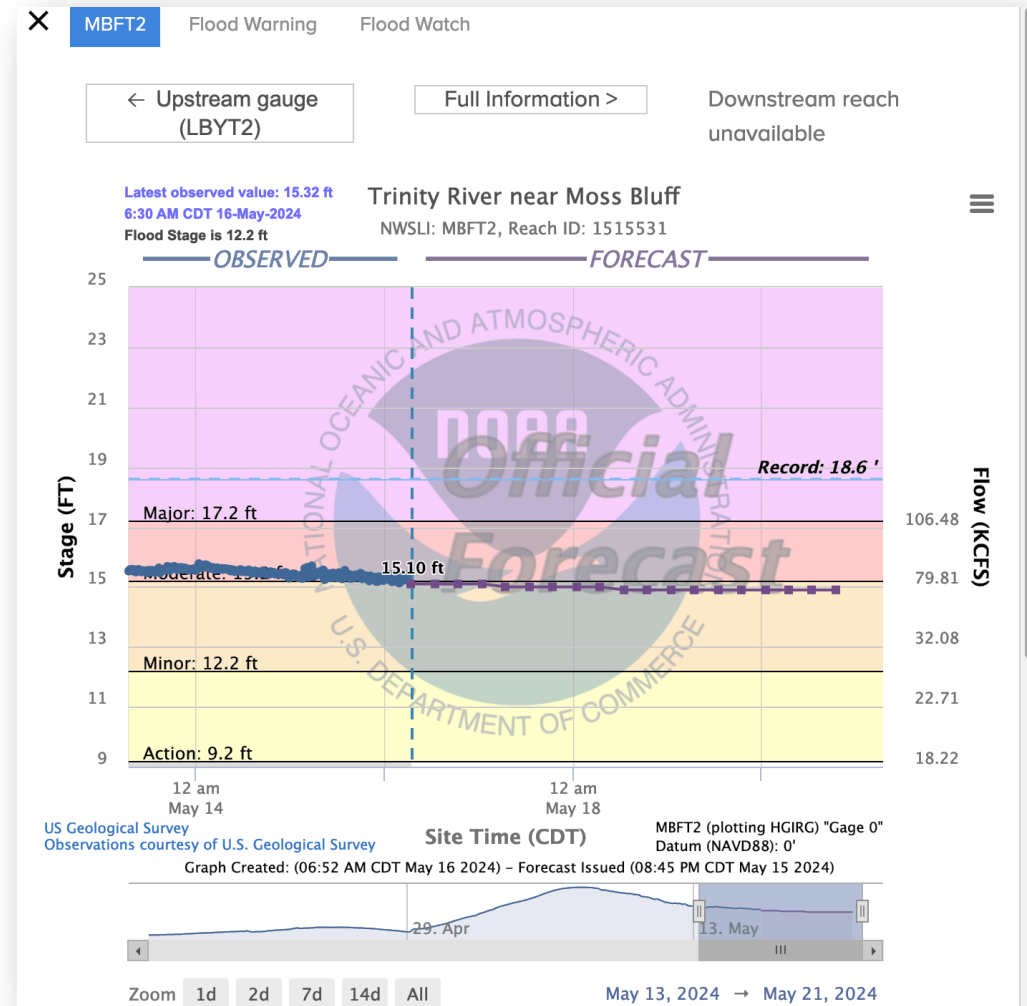 MBFT2 Flood Warning Flood Watch
← Upstream gauge
(LBYT2)
Full Information >
Downstream reach
unavailable
Latest observed value: 15.32 ft
6:30 AM CDT 16-May-2024
Flood Stage is 12.2 ft
Trinity River near Moss Bluff
NWSLI: MBFT2, Reach ID: 1515531
OBSERVED FORECAST
25
23
21
19
17
15
13
11
9
Stage (FT)
NATIONAL OCEANIC AND ATMOSPHERIC ADMINISTRATION
U.S. DEPARTMENT OF COMMERCE
NOAA
Official
Forecast
Record: 18.6 '
Major: 17.2 ft
15.10 ft
Moderate: 15.2 ft
Minor: 12.2 ft
Action: 9.2 ft
Flow (KCFS)
106.48
79.81
32.08
22.71
18.22
12 am
May 14
12 am
May 18
Site Time (CDT)
US Geological Survey
Observations courtesy of U.S. Geological Survey
MBFT2 (plotting HGIRG) "Gage 0"
Datum (NAVD88): 0'
Graph Created: (06:52 AM CDT May 16 2024) – Forecast Issued (08:45 PM CDT May 15 2024)
29. Apr
13. May
Zoom 1d 2d 7d 14d All
May 13, 2024 → May 21, 2024